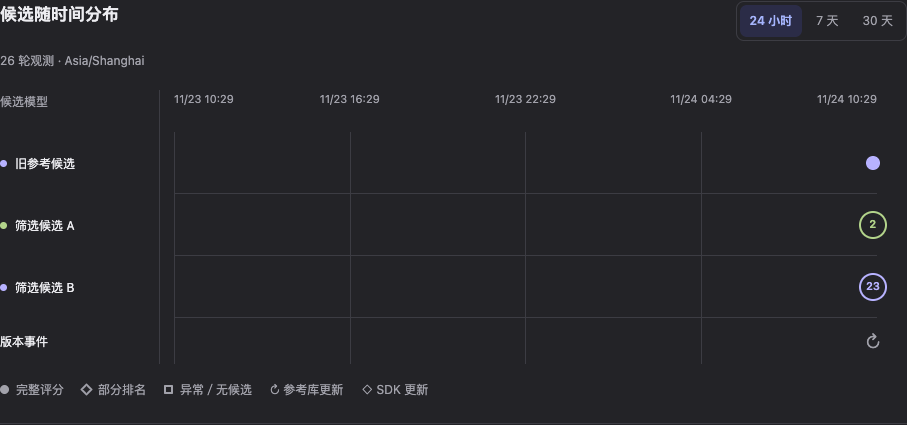 候选随时间分布
24 小时 7 天 30 天
26 轮观测 · Asia/Shanghai
候选模型 11/23 10:29 11/23 16:29 11/23 22:29 11/24 04:29 11/24 10:29
旧参考候选
筛选候选 A 2
筛选候选 B 23
版本事件
完整评分 部分排名 异常 / 无候选 参考库更新 SDK 更新